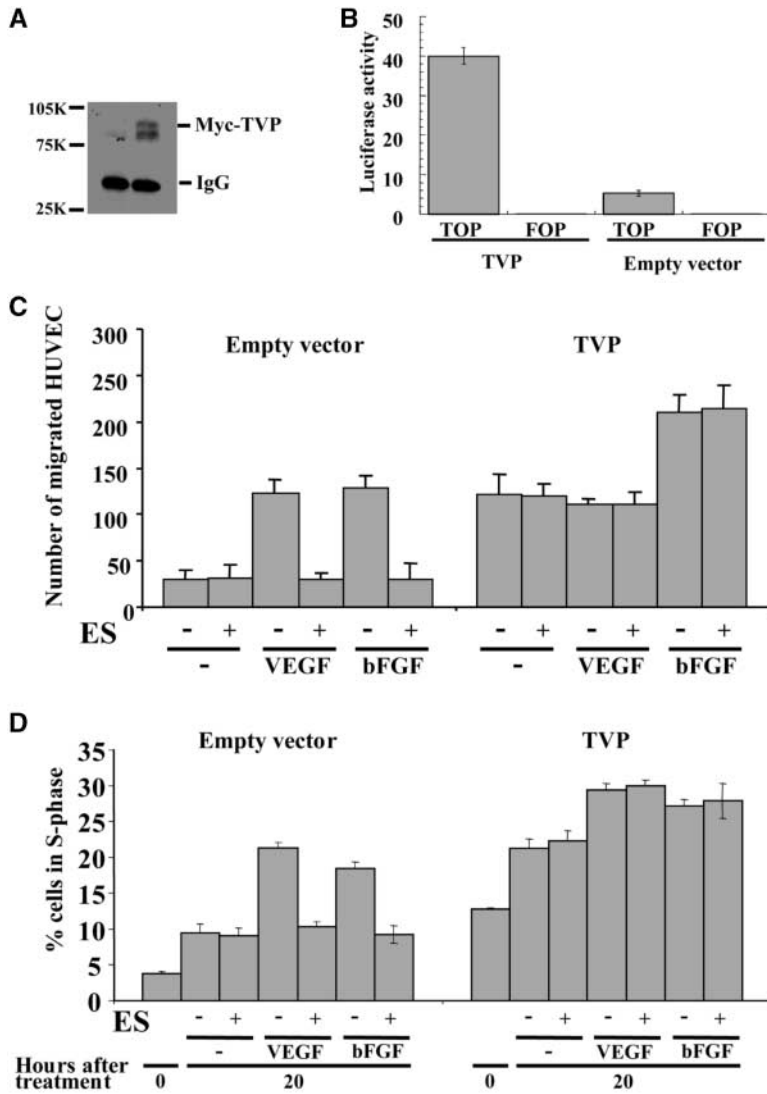 A
105K
75K
25K
Myc-TVP
IgG
B
Luciferase activity
50
40
30
20
10
0
TOP FOP TOP FOP
TVP Empty vector
C
Number of migrated HUVEC
300
250
200
150
100
50
0
Empty vector TVP
ES - + - + - + - + - + - +
- VEGF bFGF - VEGF bFGF
D
% cells in S-phase
35
30
25
20
15
10
5
0
Empty vector TVP
ES - + - + - + - + - + - +
- VEGF bFGF - VEGF bFGF
Hours after
treatment 0 20 0 20